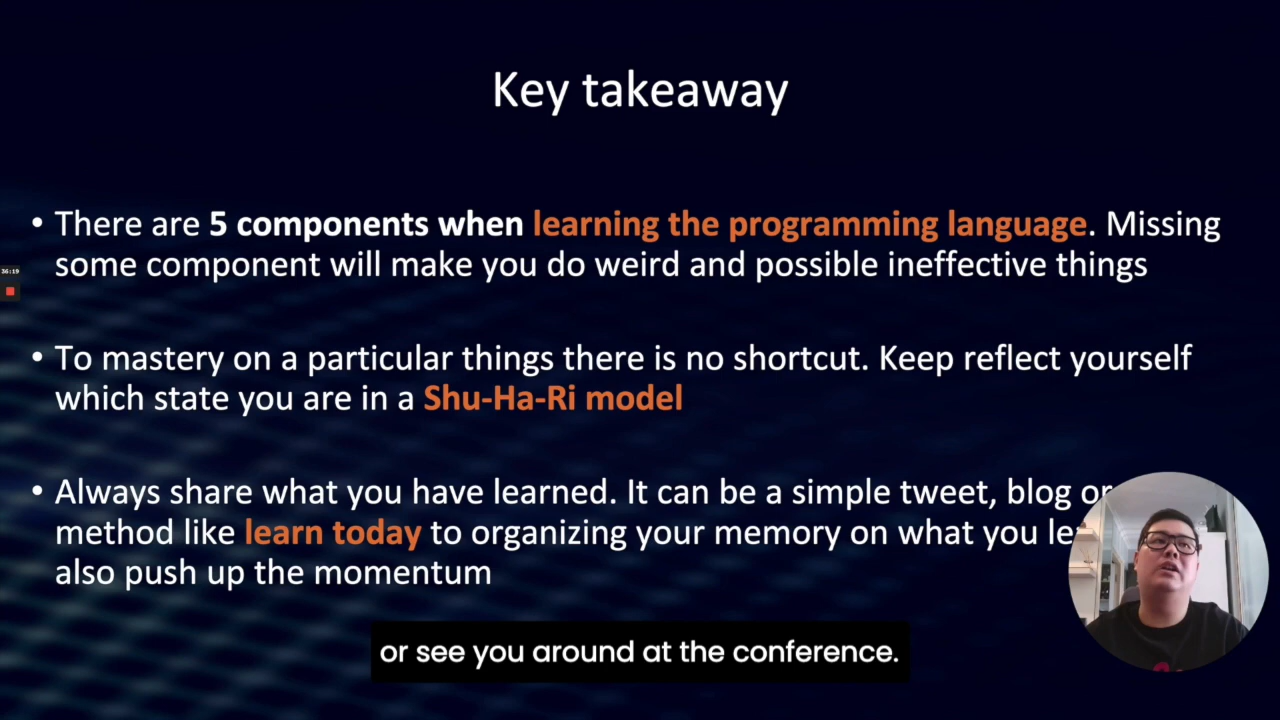 Key takeaway
• There are 5 components when learning the programming language. Missing
some component will make you do weird and possible ineffective things
36:19
• To mastery on a particular things there is no shortcut. Keep reflect yourself
which state you are in a Shu-Ha-Ri model
• Always share what you have learned. It can be a simple tweet, blog or
method like learn today to organizing your memory on what you
also push up the momentum
or see you around at the conference.